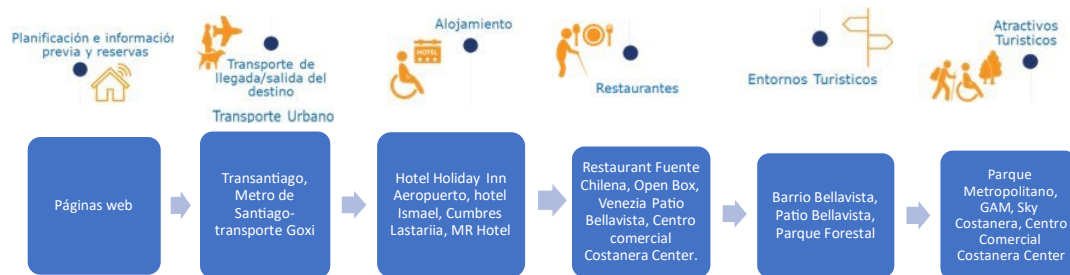 Planificación e información
previa y reservas
Transporte de
llegada/salida del
destino
Transporte Urbano
Alojamiento
HOTEL
Restaurantes
Entornos Turisticos
Atractivos
Turisticos
Páginas web
Transantiago,
Metro de
Santiago-
transporte Goxi
Hotel Holiday Inn
Aeropuerto, hotel
Ismael, Cumbres
Lastariia, MR Hotel
Restaurant Fuente
Chilena, Open Box,
Venezia Patio
Bellavista, Centro
comercial
Costanera Center.
Barrio Bellavista,
Patio Bellavista,
Parque Forestal
Parque
Metropolitano,
GAM, Sky
Costanera, Centro
Comercial
Costanera Center